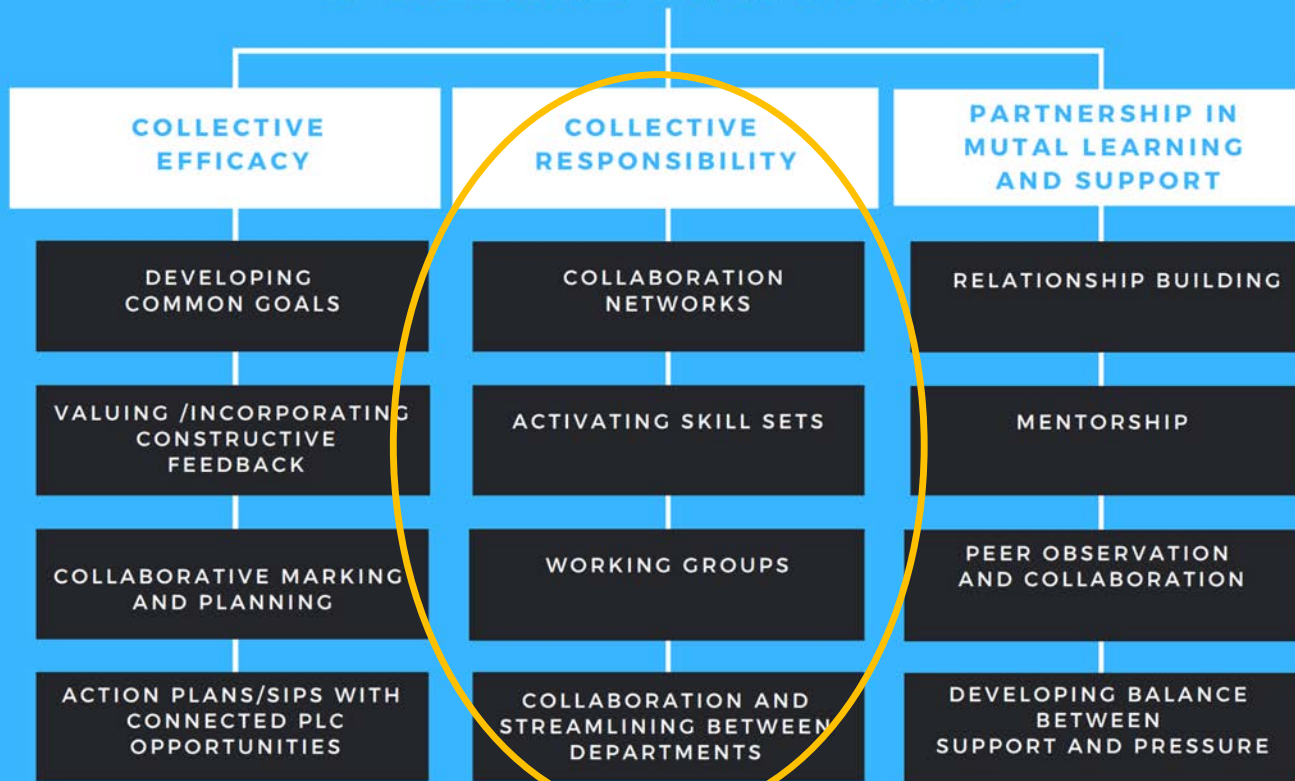 COLLECTIVE
EFFICACY
DEVELOPING
COMMON GOALS
VALUING /INCORPORATING
CONSTRUCTIVE
FEEDBACK
COLLABORATIVE MARKING
AND PLANNING
ACTION PLANS/SIPS WITH
CONNECTED PLC
OPPORTUNITIES
COLLECTIVE
RESPONSIBILITY
COLLABORATION
NETWORKS
ACTIVATING SKILL SETS
WORKING GROUPS
COLLABORATION AND
STREAMLINING BETWEEN
DEPARTMENTS
PARTNERSHIP IN
MUTAL LEARNING
AND SUPPORT
RELATIONSHIP BUILDING
MENTORSHIP
PEER OBSERVATION
AND COLLABORATION
DEVELOPING BALANCE
BETWEEN
SUPPORT AND PRESSURE